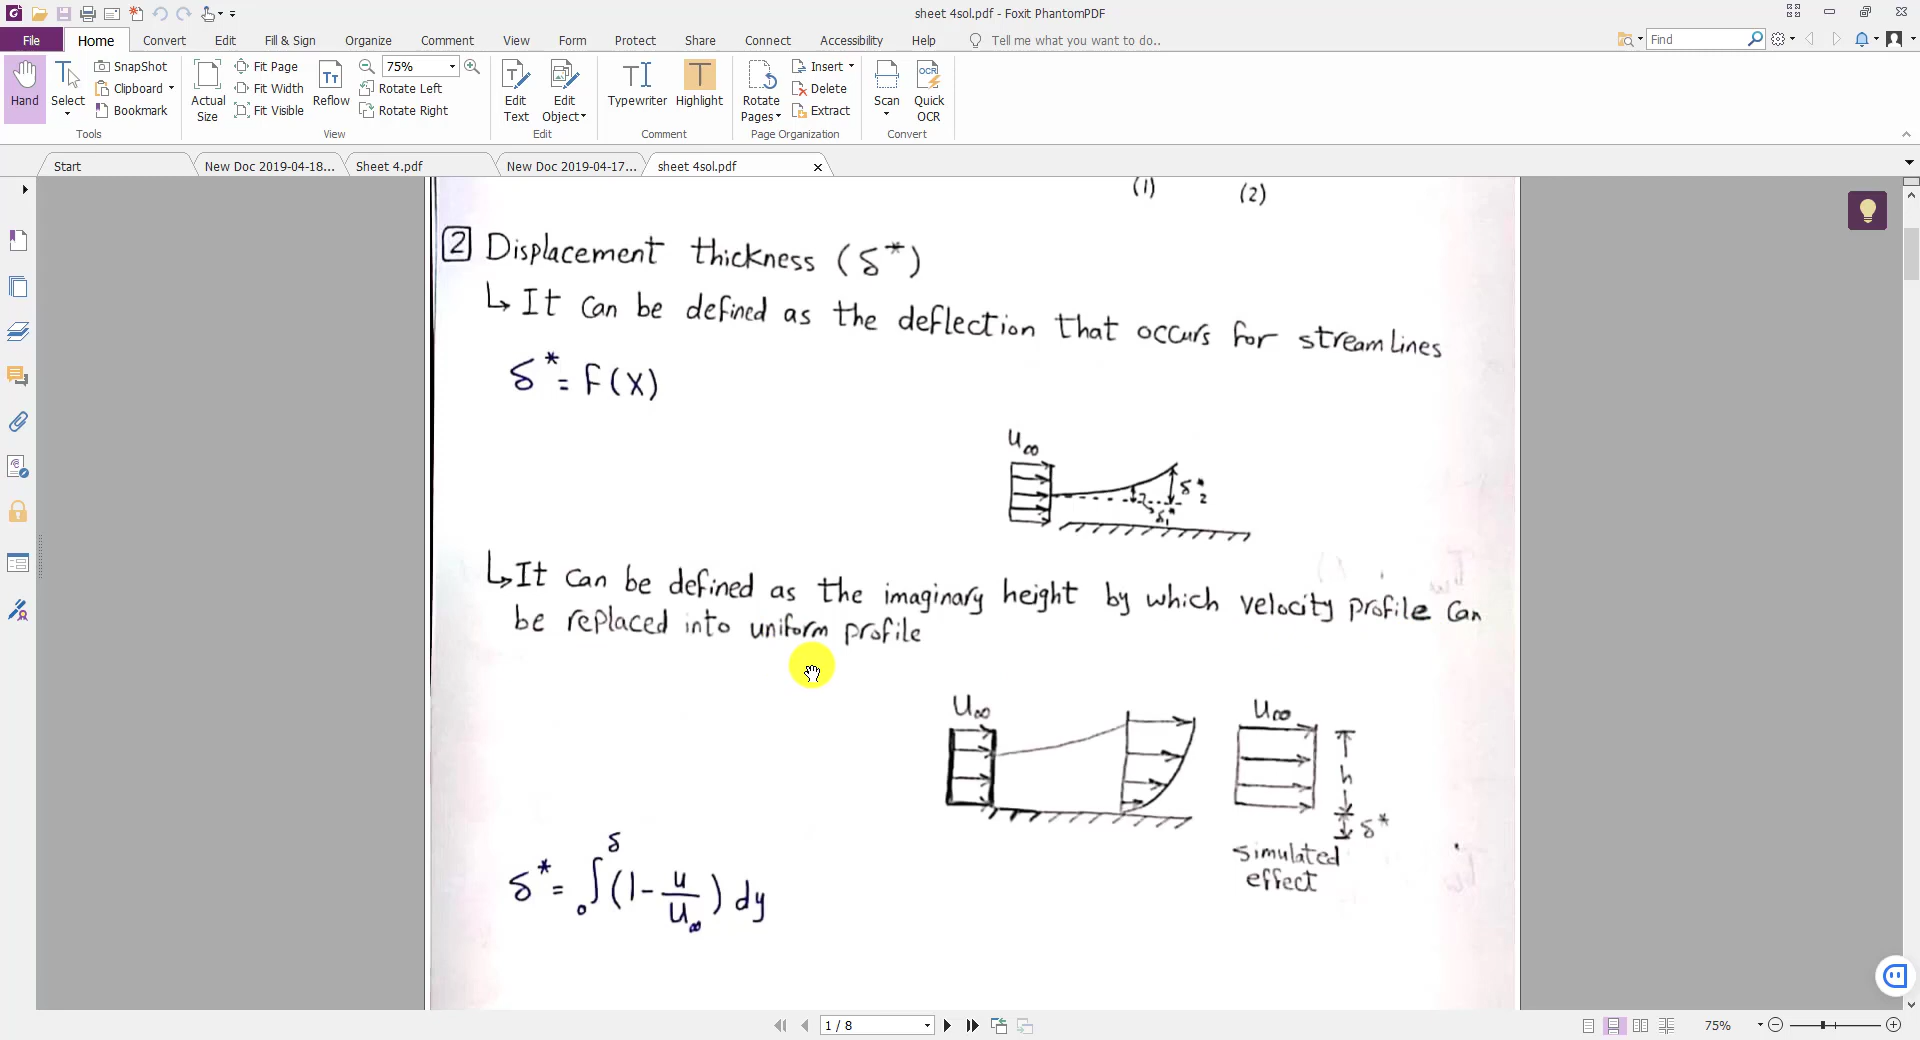 sheet 4sol.pdf - Foxit PhantomPDF
File Home Convert Edit Fill & Sign Organize Comment View Form Protect Share Connect Accessibility Help Tell me what you want to do.. Find
Hand
Select
SnapShot
Clipboard
Bookmark
Tools
Actual Size
Fit Page
Fit Width
Fit Visible
Reflow
75%
Rotate Left
Rotate Right
View
Edit Text
Edit Object
Edit
Typewriter
Highlight
Comment
Rotate Pages
Insert
Delete
Extract
Page Organization
Scan
Quick OCR
Convert
Start New Doc 2019-04-18... Sheet 4.pdf New Doc 2019-04-17... sheet 4sol.pdf
(1) (2)
2 Displacement thickness (δ*)
↳ It can be defined as the deflection that occurs for streamlines
δ* = F(x)
U∞
δ*2
δ*1
↳ It can be defined as the imaginary height by which velocity profile can
be replaced into uniform profile
U∞ U∞
h
δ*
simulated
effect
δ* = ∫₀^δ (1 - u/U∞) dy
1 / 8
75%